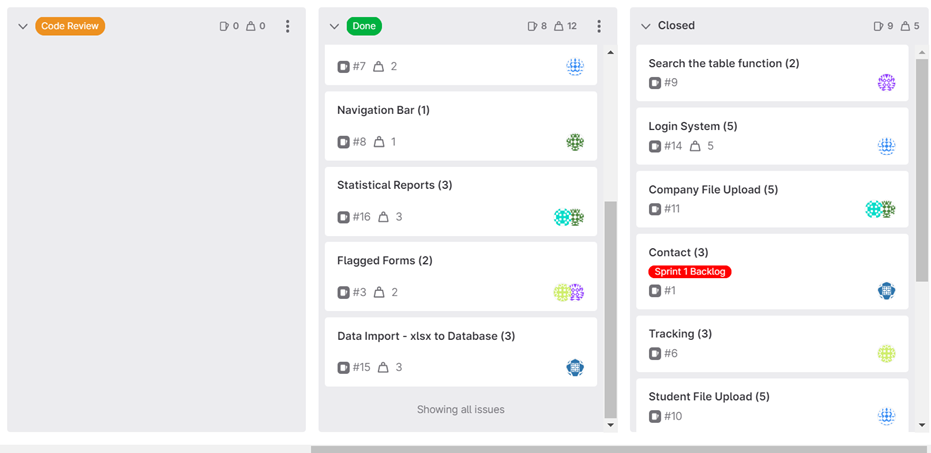 Code Review 0 0
Done 8 12
#7 2
Navigation Bar (1)
#8 1
Statistical Reports (3)
#16 3
Flagged Forms (2)
#3 2
Data Import - xlsx to Database (3)
#15 3
Showing all issues
Closed 9 5
Search the table function (2)
#9
Login System (5)
#14 5
Company File Upload (5)
#11
Contact (3)
Sprint 1 Backlog
#1
Tracking (3)
#6
Student File Upload (5)
#10